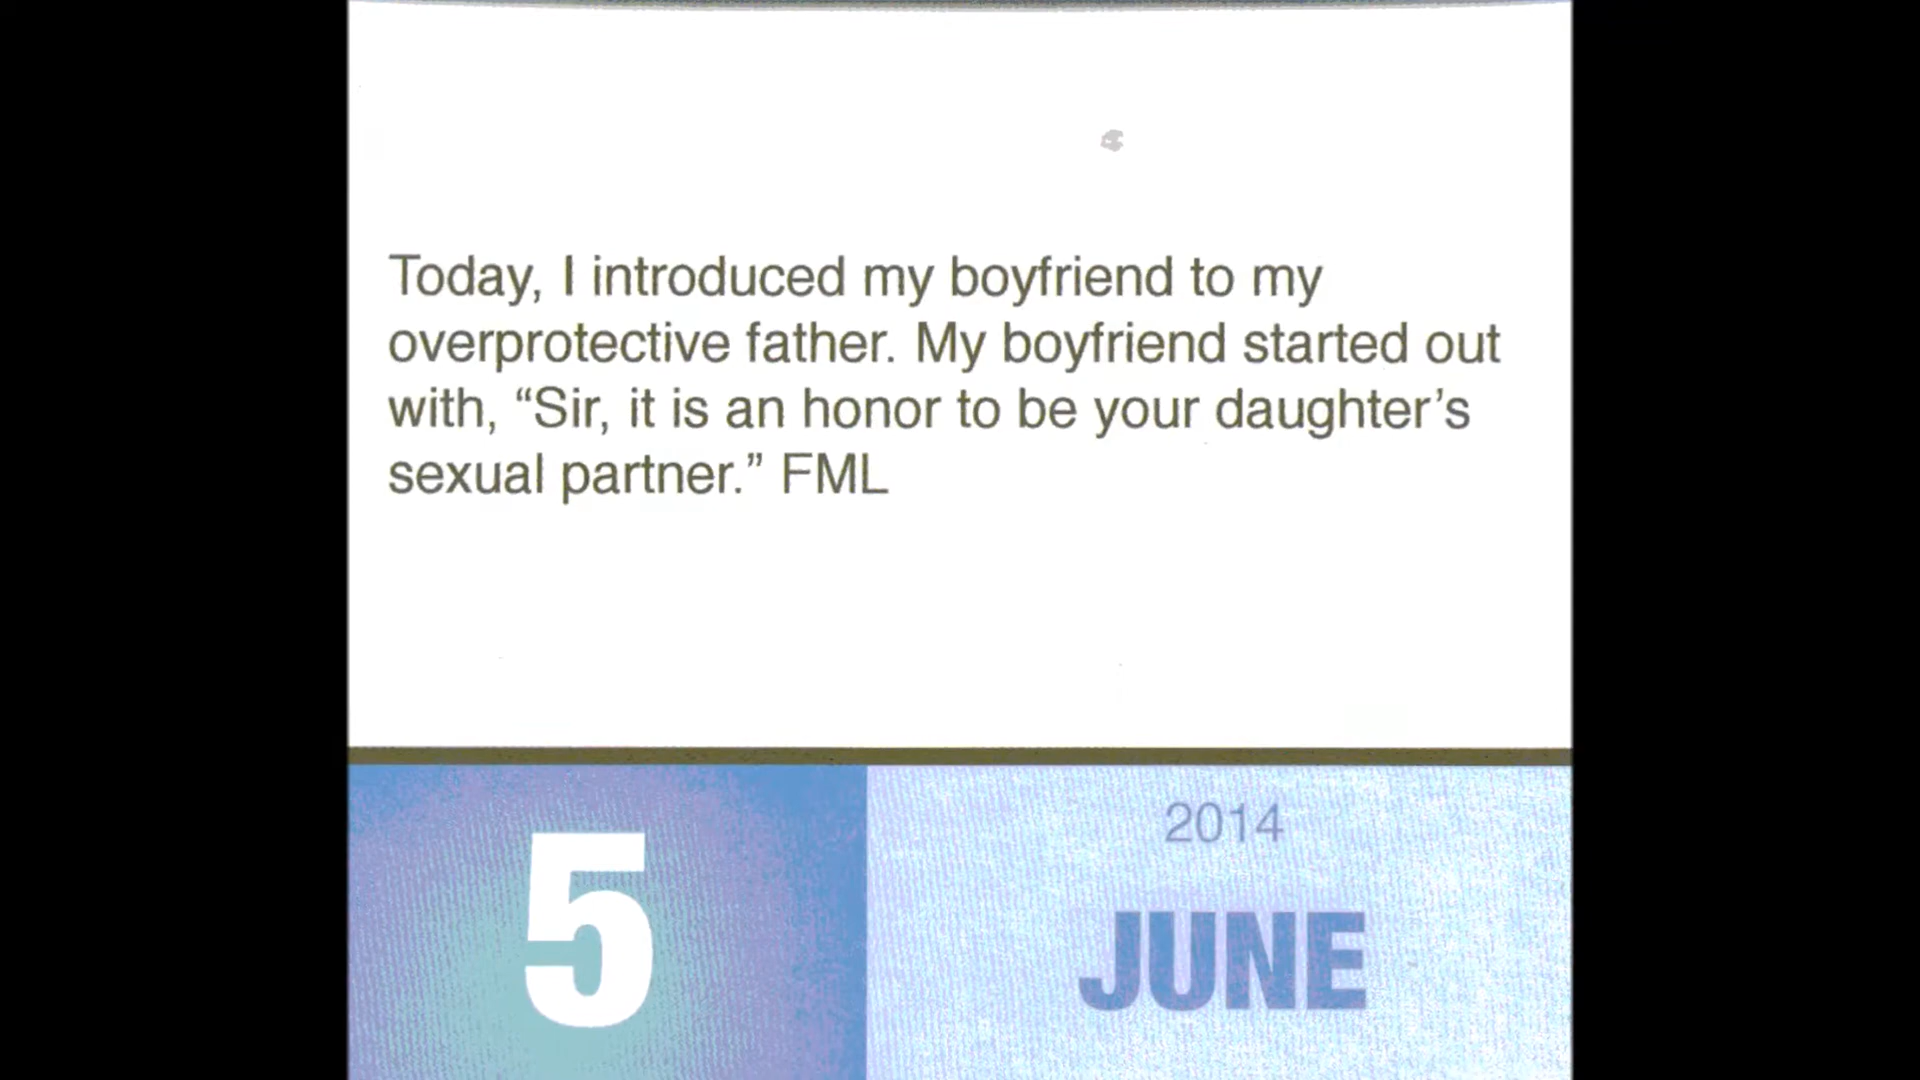 Today, I introduced my boyfriend to my
overprotective father. My boyfriend started out
with, “Sir, it is an honor to be your daughter’s
sexual partner.” FML
5
2014
JUNE